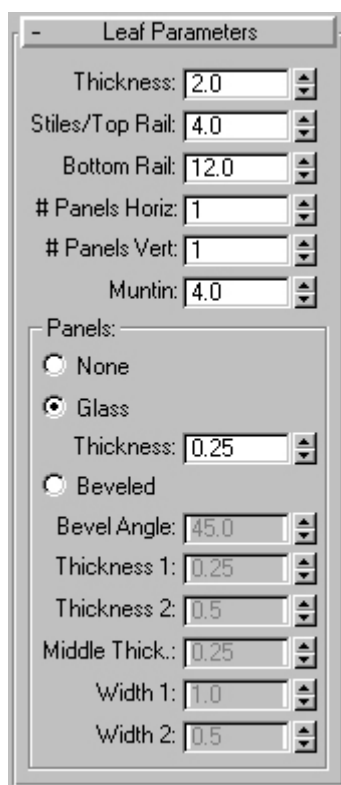 - Leaf Parameters
Thickness: 2.0
Stiles/Top Rail: 4.0
Bottom Rail: 12.0
# Panels Horiz: 1
# Panels Vert: 1
Muntin: 4.0
Panels:
None
Glass
Thickness: 0.25
Beveled
Bevel Angle: 45.0
Thickness 1: 0.25
Thickness 2: 0.5
Middle Thick.: 0.25
Width 1: 1.0
Width 2: 0.5